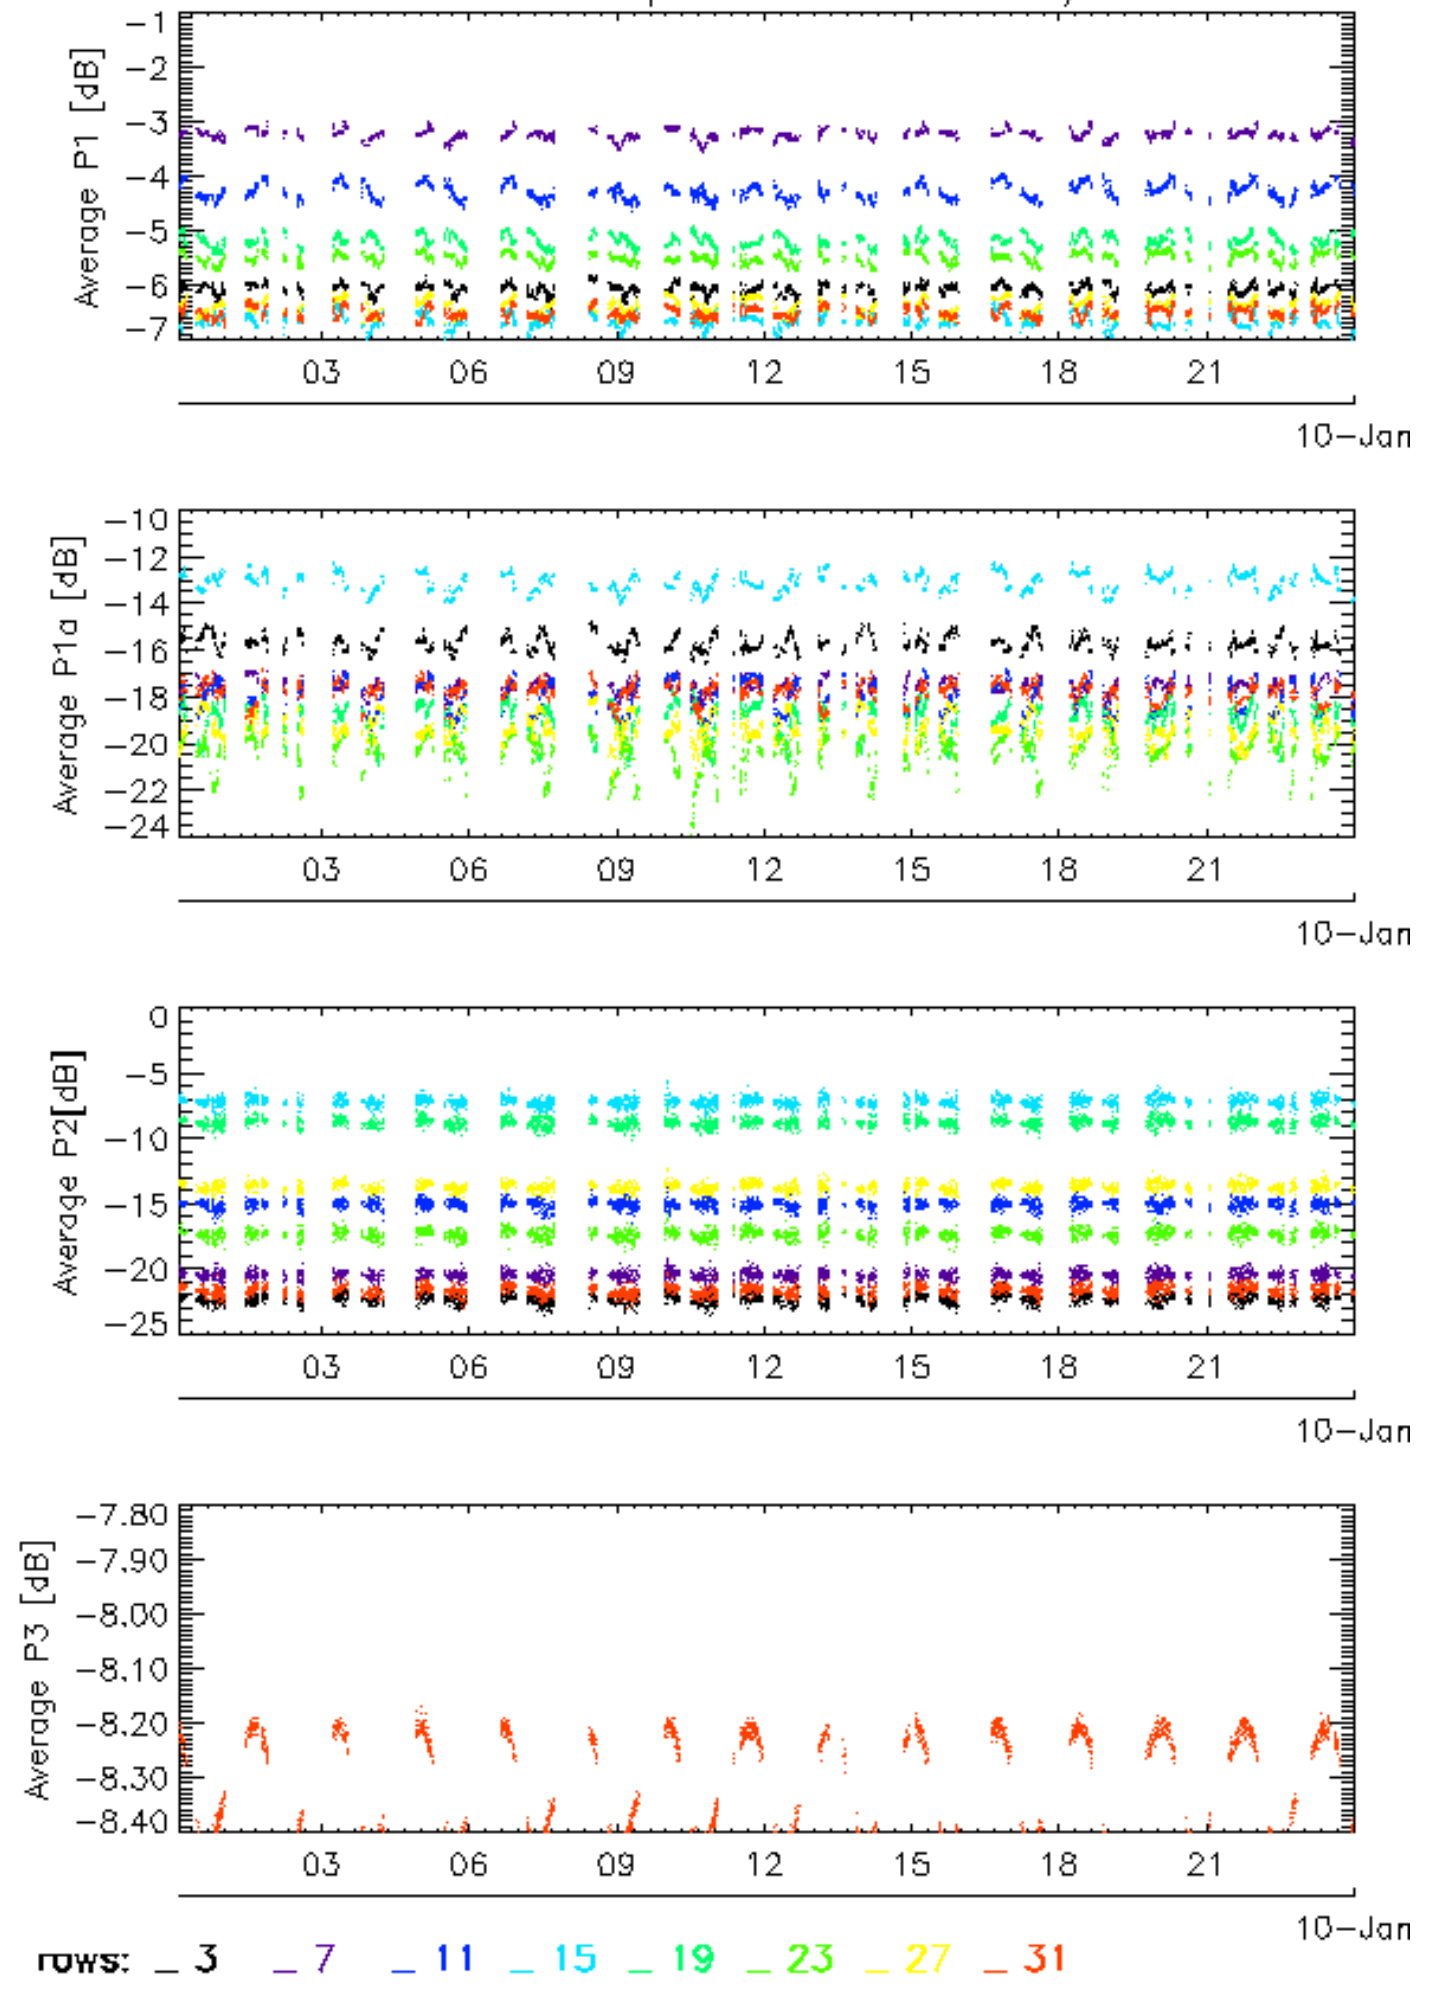 Average P1 [dB]
−1
−2
−3
−4
−5
−6
−7
03 06 09 12 15 18 21
10−Jan
Average P1a [dB]
−10
−12
−14
−16
−18
−20
−22
−24
03 06 09 12 15 18 21
10−Jan
Average P2[dB]
0
−5
−10
−15
−20
−25
03 06 09 12 15 18 21
10−Jan
Average P3 [dB]
−7.80
−7.90
−8.00
−8.10
−8.20
−8.30
−8.40
03 06 09 12 15 18 21
10−Jan
rows: _ 3 _ 7 _ 11 _ 15 _ 19 _ 23 _ 27 _ 31